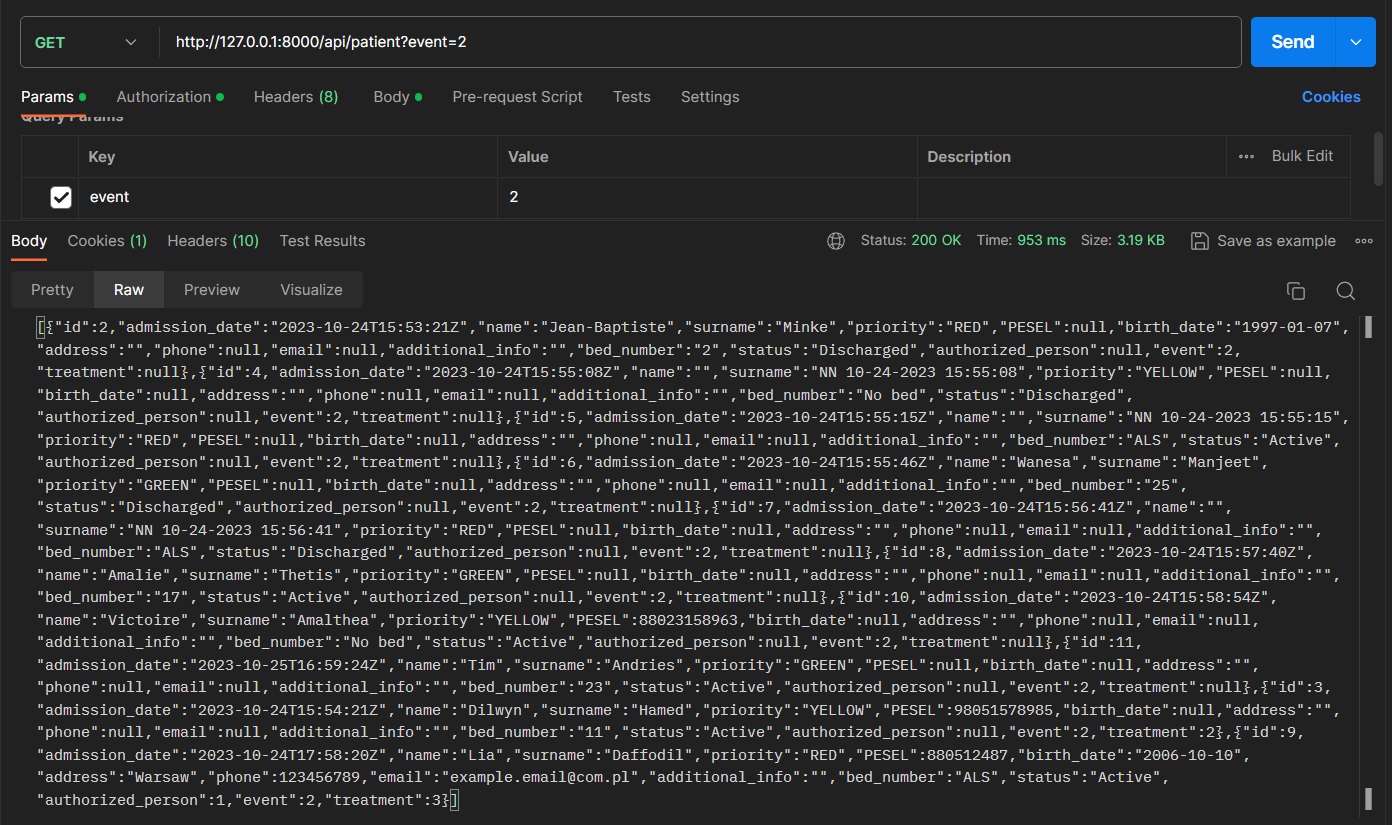 GET http://127.0.0.1:8000/api/patient?event=2 Send
Params Authorization Headers (8) Body Pre-request Script Tests Settings Cookies
Query Params
Key Value Description Bulk Edit
event 2
Body Cookies (1) Headers (10) Test Results Status: 200 OK Time: 953 ms Size: 3.19 KB Save as example
Pretty Raw Preview Visualize
[{"id":2,"admission_date":"2023-10-24T15:53:21Z","name":"Jean-Baptiste","surname":"Minke","priority":"RED","PESEL":null,"birth_date":"1997-01-07",
"address":"","phone":null,"email":null,"additional_info":"","bed_number":"2","status":"Discharged","authorized_person":null,"event":2,
"treatment":null},{"id":4,"admission_date":"2023-10-24T15:55:08Z","name":"","surname":"NN 10-24-2023 15:55:08","priority":"YELLOW","PESEL":null,
"birth_date":null,"address":"","phone":null,"email":null,"additional_info":"","bed_number":"No bed","status":"Discharged",
"authorized_person":null,"event":2,"treatment":null},{"id":5,"admission_date":"2023-10-24T15:55:15Z","name":"","surname":"NN 10-24-2023 15:55:15",
"priority":"RED","PESEL":null,"birth_date":null,"address":"","phone":null,"email":null,"additional_info":"","bed_number":"ALS","status":"Active",
"authorized_person":null,"event":2,"treatment":null},{"id":6,"admission_date":"2023-10-24T15:55:46Z","name":"Wanesa","surname":"Manjeet",
"priority":"GREEN","PESEL":null,"birth_date":null,"address":"","phone":null,"email":null,"additional_info":"","bed_number":"25",
"status":"Discharged","authorized_person":null,"event":2,"treatment":null},{"id":7,"admission_date":"2023-10-24T15:56:41Z","name":"",
"surname":"NN 10-24-2023 15:56:41","priority":"RED","PESEL":null,"birth_date":null,"address":"","phone":null,"email":null,"additional_info":"",
"bed_number":"ALS","status":"Discharged","authorized_person":null,"event":2,"treatment":null},{"id":8,"admission_date":"2023-10-24T15:57:40Z",
"name":"Amalie","surname":"Thetis","priority":"GREEN","PESEL":null,"birth_date":null,"address":"","phone":null,"email":null,"additional_info":"",
"bed_number":"17","status":"Active","authorized_person":null,"event":2,"treatment":null},{"id":10,"admission_date":"2023-10-24T15:58:54Z",
"name":"Victoire","surname":"Amalthea","priority":"YELLOW","PESEL":88023158963,"birth_date":null,"address":"","phone":null,"email":null,
"additional_info":"","bed_number":"No bed","status":"Active","authorized_person":null,"event":2,"treatment":null},{"id":11,
"admission_date":"2023-10-25T16:59:24Z","name":"Tim","surname":"Andries","priority":"GREEN","PESEL":null,"birth_date":null,"address":"",
"phone":null,"email":null,"additional_info":"","bed_number":"23","status":"Active","authorized_person":null,"event":2,"treatment":null},{"id":3,
"admission_date":"2023-10-24T15:54:21Z","name":"Dilwyn","surname":"Hamed","priority":"YELLOW","PESEL":98051578985,"birth_date":null,"address":"",
"phone":null,"email":null,"additional_info":"","bed_number":"11","status":"Active","authorized_person":null,"event":2,"treatment":2},{"id":9,
"admission_date":"2023-10-24T17:58:20Z","name":"Lia","surname":"Daffodil","priority":"RED","PESEL":880512487,"birth_date":"2006-10-10",
"address":"Warsaw","phone":123456789,"email":"example.email@com.pl","additional_info":"","bed_number":"ALS","status":"Active",
"authorized_person":1,"event":2,"treatment":3}]